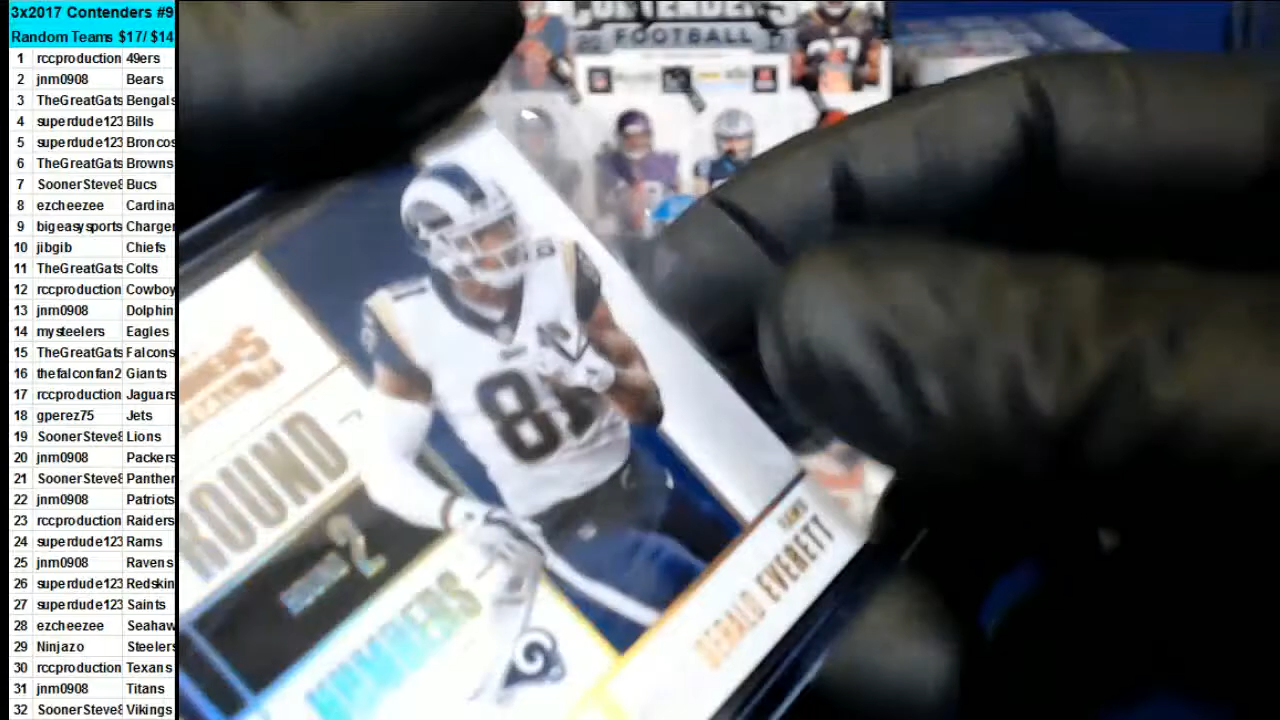 3x2017 Contenders #9
Random Teams $17/ $14
1 rccproduction 49ers
2 jnm0908 Bears
3 TheGreatGats Bengals
4 superdude123 Bills
5 superdude123 Broncos
6 TheGreatGats Browns
7 SoonerSteve8 Bucs
8 ezcheezee Cardina
9 bigeasysports Charger
10 jibgib Chiefs
11 TheGreatGats Colts
12 rccproduction Cowboy
13 jnm0908 Dolphin
14 mysteelers Eagles
15 TheGreatGats Falcons
16 thefalconfan2 Giants
17 rccproduction Jaguars
18 gperez75 Jets
19 SoonerSteve8 Lions
20 jnm0908 Packers
21 SoonerSteve8 Panther
22 jnm0908 Patriots
23 rccproduction Raiders
24 superdude123 Rams
25 jnm0908 Ravens
26 superdude123 Redskin
27 superdude123 Saints
28 ezcheezee Seahaw
29 Ninjazo Steelers
30 rccproduction Texans
31 jnm0908 Titans
32 SoonerSteve8 Vikings
CONTENDERS
FOOTBALL
81
81
ROUND
2
NUMBERS
RAMS
GERALD EVERETT